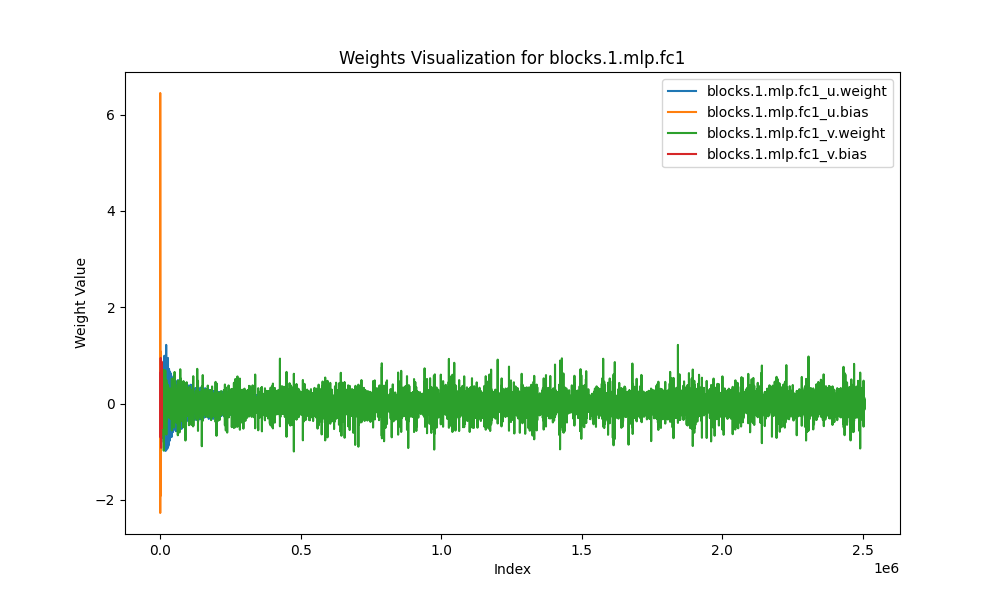 Weights Visualization for blocks.1.mlp.fc1
blocks.1.mlp.fc1_u.weight
blocks.1.mlp.fc1_u.bias
blocks.1.mlp.fc1_v.weight
blocks.1.mlp.fc1_v.bias
Weight Value
6
4
2
0
−2
0.0 0.5 1.0 1.5 2.0 2.5
1e6
Index